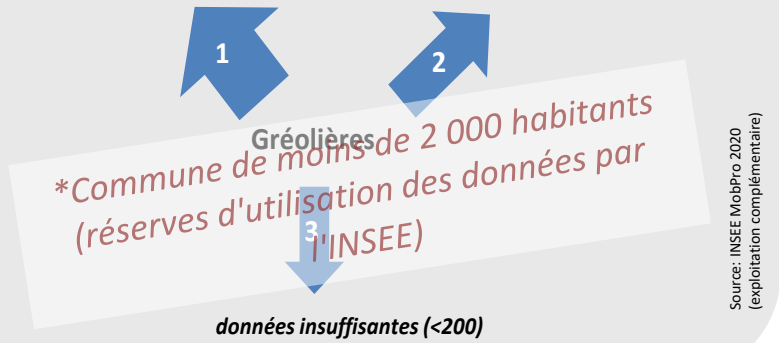 1
2
Gréolières
*Commune de moins de 2 000 habitants
(réserves d'utilisation des données par
l'INSEE)
3
données insuffisantes (<200)
Source: INSEE MobPro 2020
(exploitation complémentaire)